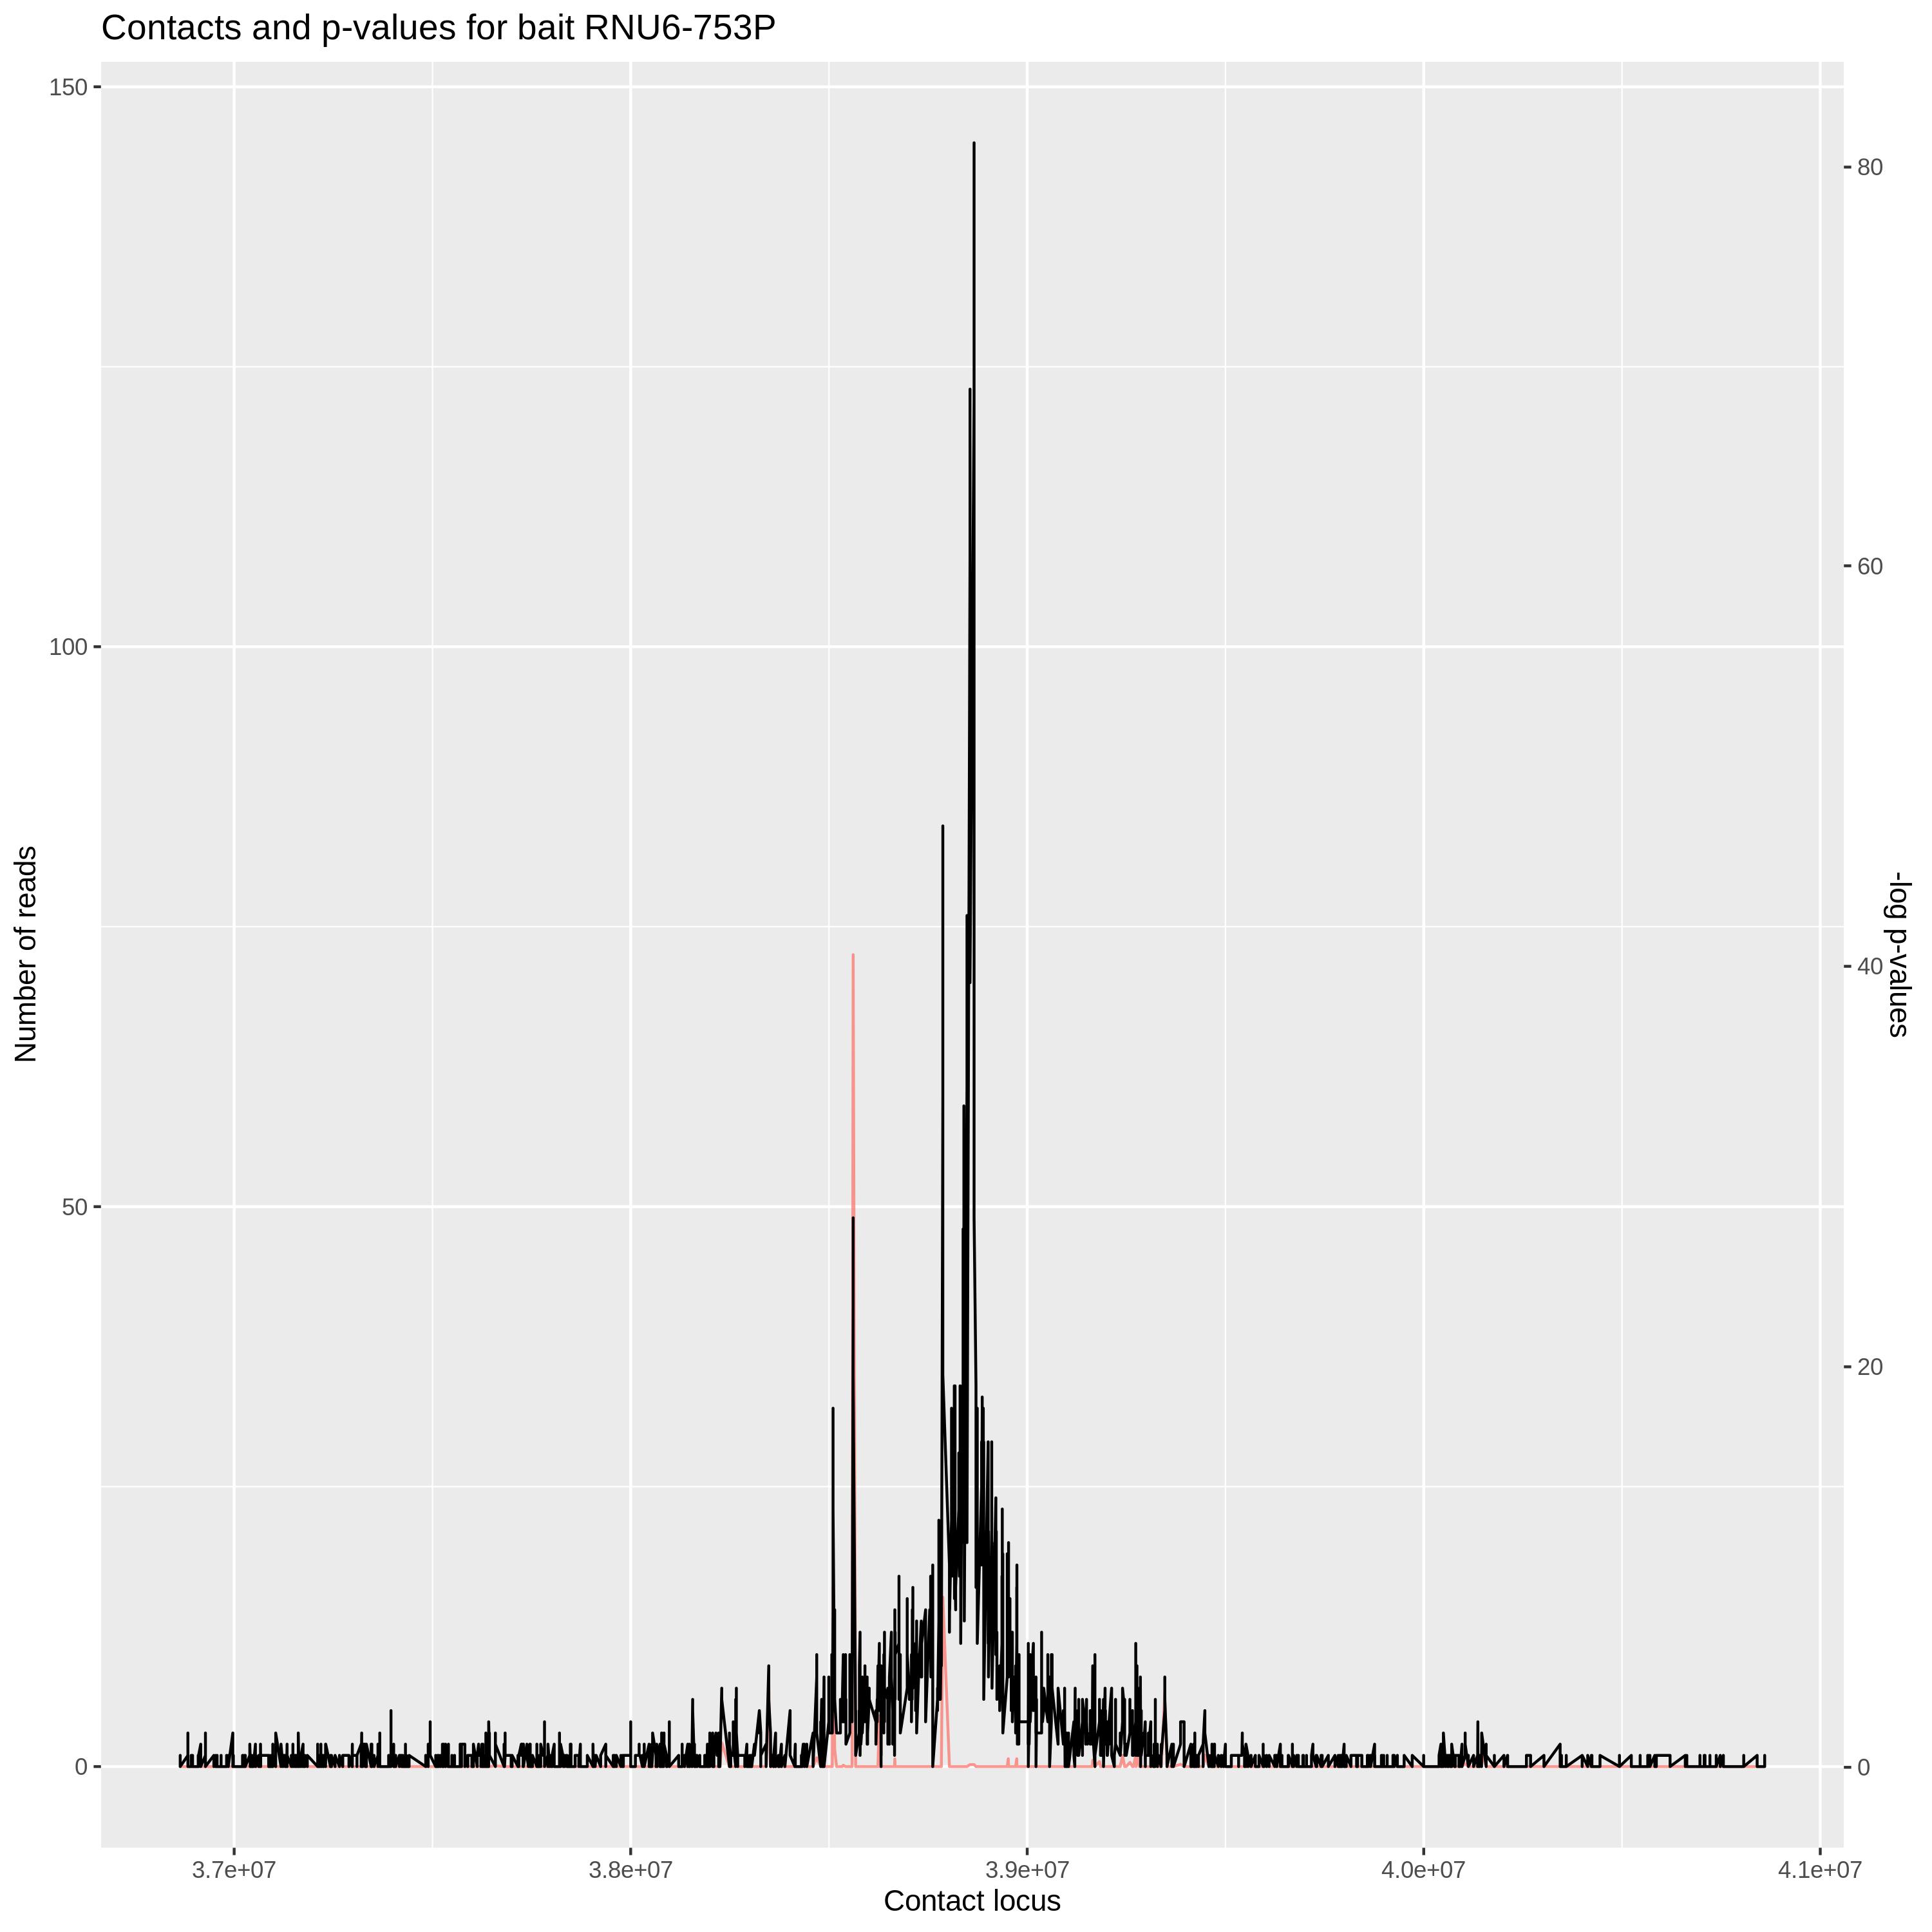 Contacts and p-values for bait RNU6-753P
150
100
50
0
80
60
40
20
0
Number of reads
-log p-values
3.7e+07
3.8e+07
3.9e+07
4.0e+07
4.1e+07
Contact locus